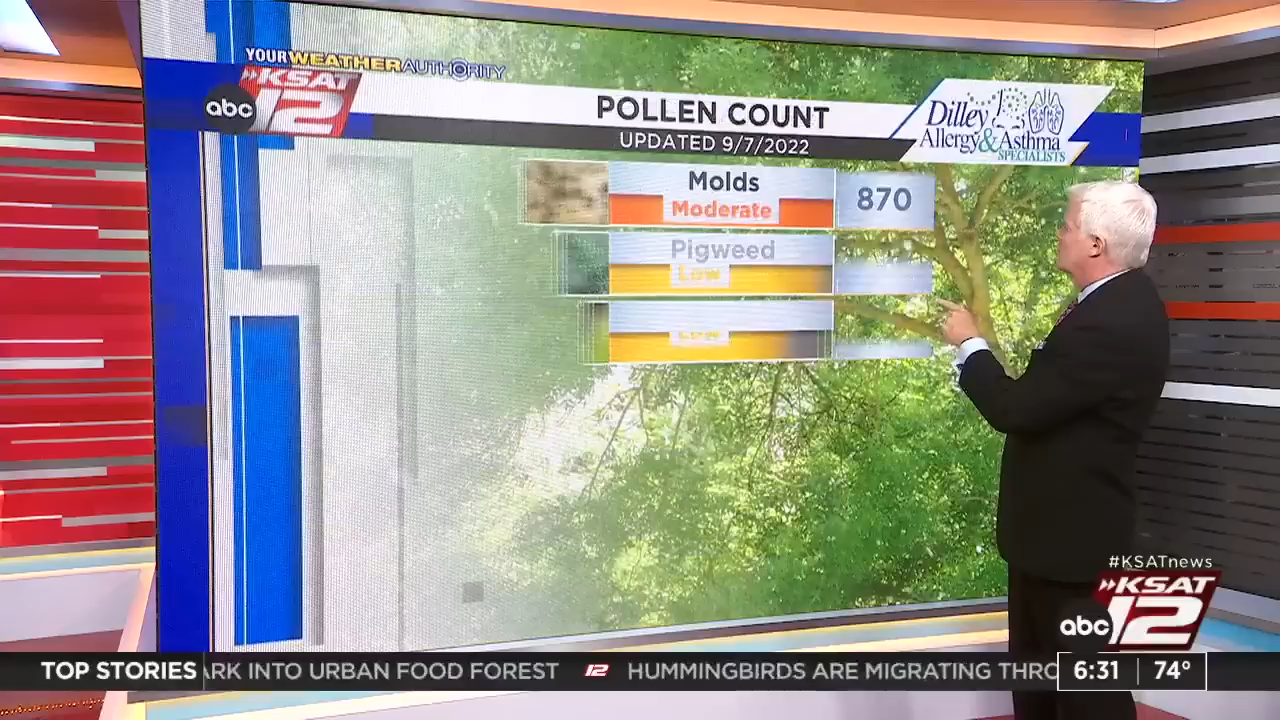 YOUR WEATHER AUTHORITY
abc KSAT 12
POLLEN COUNT
UPDATED 9/7/2022
Dilley
Allergy & Asthma
SPECIALISTS
Molds
Moderate
870
Pigweed
Low
#KSATnews
KSAT
abc 12
TOP STORIES ARK INTO URBAN FOOD FOREST 12 HUMMINGBIRDS ARE MIGRATING THRO 6:31 74°